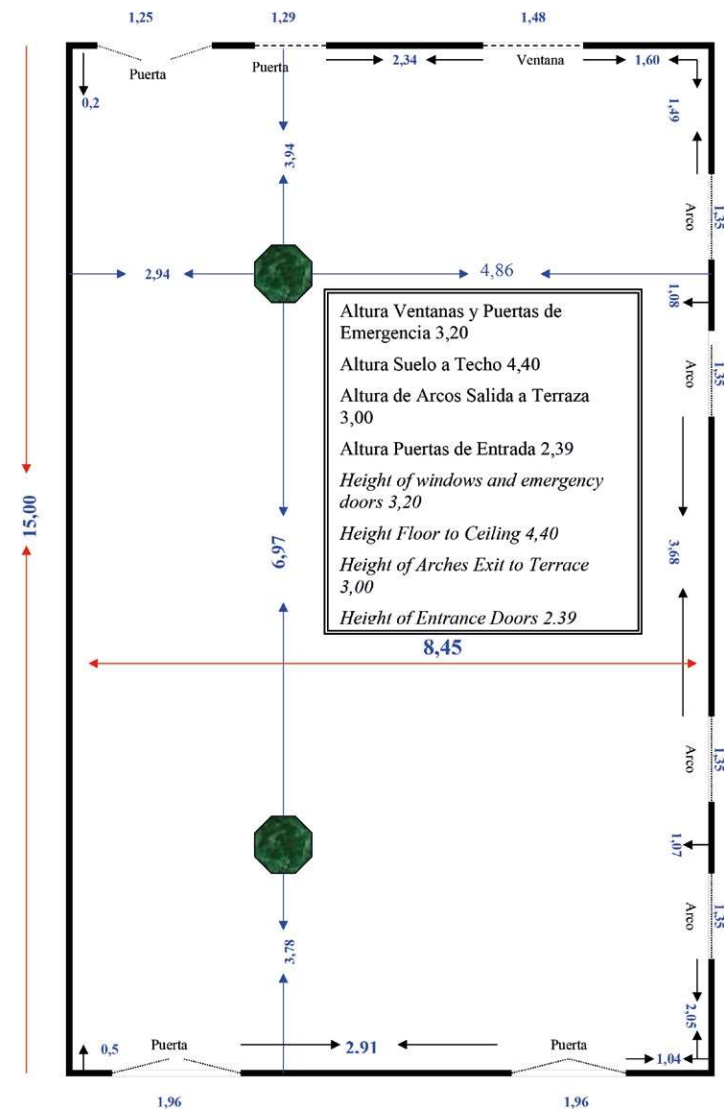 1,25
1,29
1,48
Puerta
Puerta
2,34
Ventana
1,60
0,2
1,49
3,94
Arco
1,35
2,94
4,86
1,08
Altura Ventanas y Puertas de
Emergencia 3,20
Altura Suelo a Techo 4,40
Altura de Arcos Salida a Terraza
3,00
Altura Puertas de Entrada 2,39
Height of windows and emergency
doors 3,20
Height Floor to Ceiling 4,40
Height of Arches Exit to Terrace
3,00
Height of Entrance Doors 2.39
Arco
1,35
15,00
6,97
3,68
8,45
Arco
1,35
1,07
Arco
1,35
3,78
2,05
0,5
Puerta
2.91
Puerta
1,04
1,96
1,96